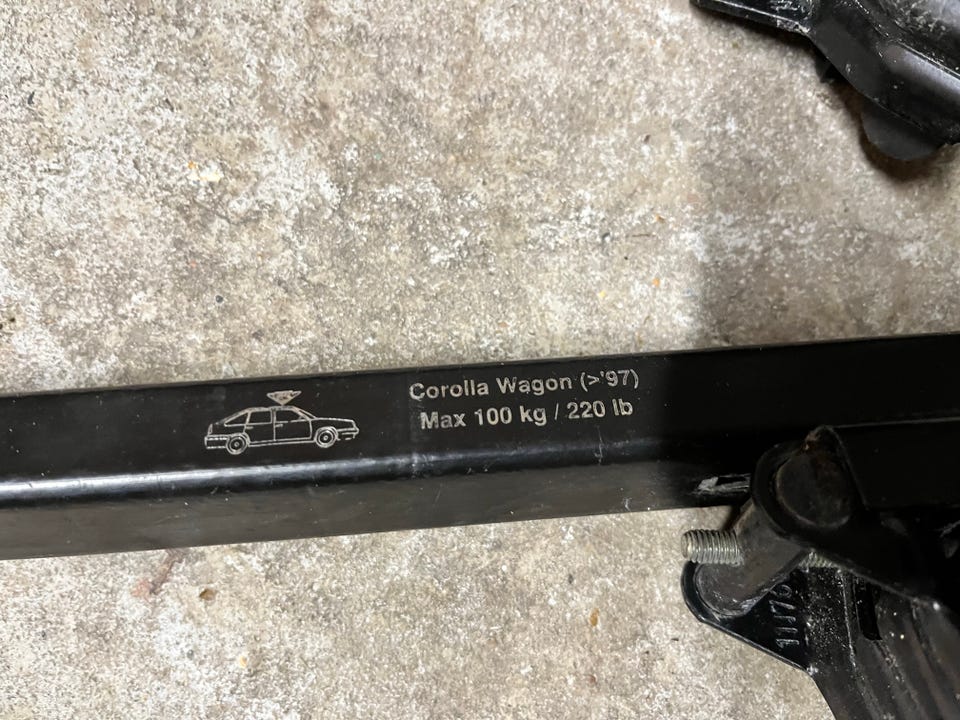 Corolla Wagon (>'97)
Max 100 kg / 220 lb